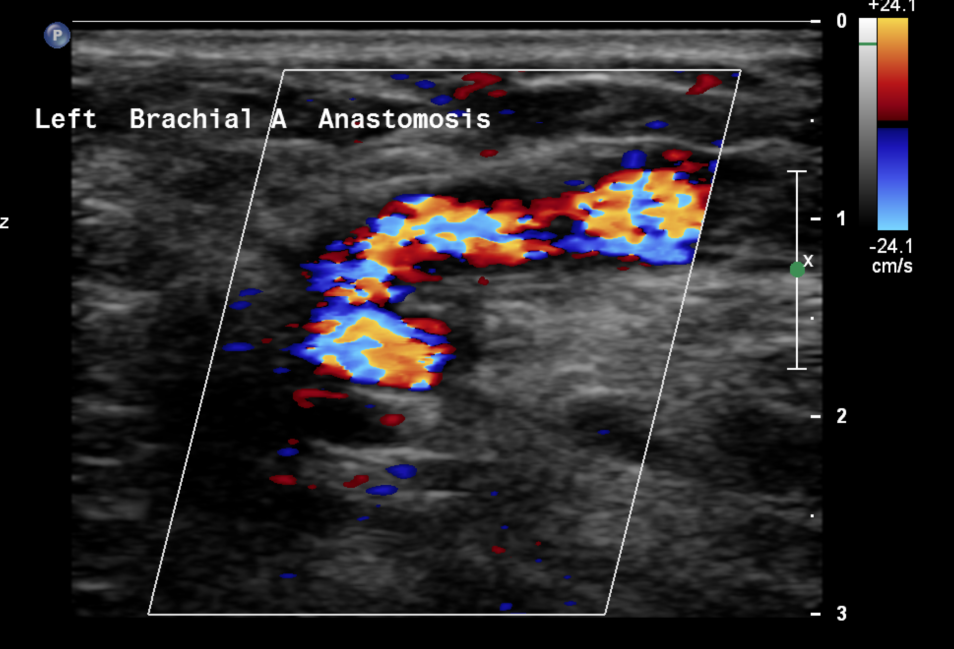 +24.1
P
0
Left Brachial A Anastomosis
z
1
-24.1
cm/s
x
2
3